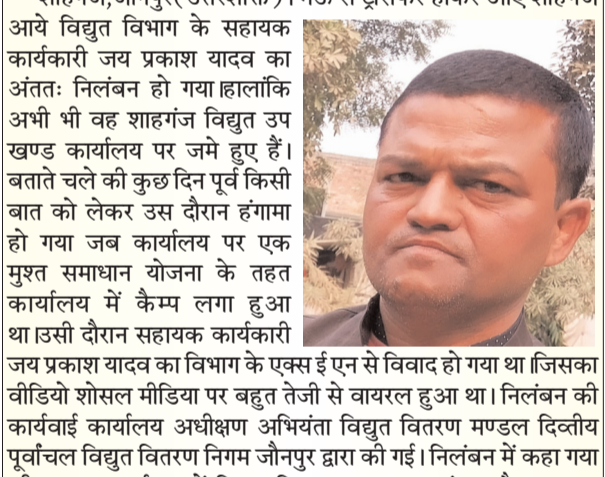 आये विद्युत विभाग के सहायक
कार्यकारी जय प्रकाश यादव का
अंततः निलंबन हो गया।हालांकि
अभी भी वह शाहगंज विद्युत उप
खण्ड कार्यालय पर जमे हुए हैं।
बताते चले की कुछ दिन पूर्व किसी
बात को लेकर उस दौरान हंगामा
हो गया जब कार्यालय पर एक
मुश्त समाधान योजना के तहत
कार्यालय में कैम्प लगा हुआ
था।उसी दौरान सहायक कार्यकारी
जय प्रकाश यादव का विभाग के एक्स ई एन से विवाद हो गया था।जिसका
वीडियो शोसल मीडिया पर बहुत तेजी से वायरल हुआ था। निलंबन की
कार्यवाई कार्यालय अधीक्षण अभियंता विद्युत वितरण मण्डल दिव्तीय
पूर्वांचल विद्युत वितरण निगम जौनपुर द्वारा की गई। निलंबन में कहा गया